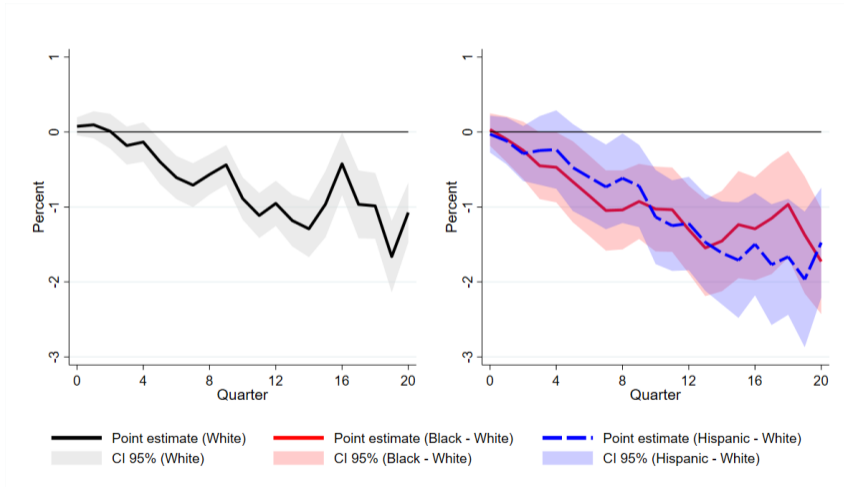 Percent
1
0
-1
-2
-3
0 4 8 12 16 20
Quarter
Percent
1
0
-1
-2
-3
0 4 8 12 16 20
Quarter
Point estimate (White) Point estimate (Black - White) Point estimate (Hispanic - White)
CI 95% (White) CI 95% (Black - White) CI 95% (Hispanic - White)